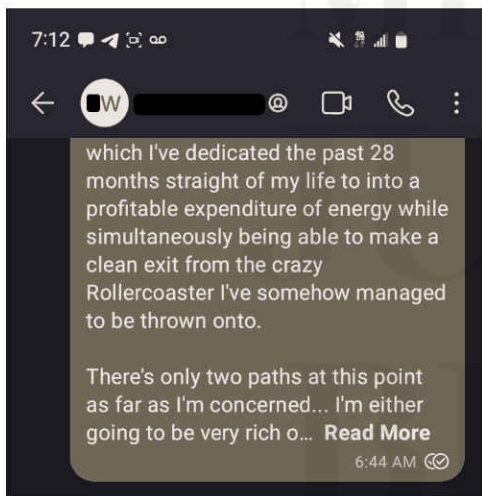 7:12
W
which I've dedicated the past 28
months straight of my life to into a
profitable expenditure of energy while
simultaneously being able to make a
clean exit from the crazy
Rollercoaster I've somehow managed
to be thrown onto.
There's only two paths at this point
as far as I'm concerned... I'm either
going to be very rich o... Read More
6:44 AM